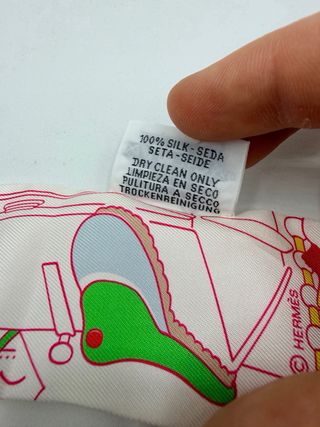 100% SILK-SEDA
SETA-SEIDE
DRY CLEAN ONLY
LIMPIEZA EN SECO
PULITURA A SECCO
TROCKENREINIGUNG
© HERMÈS